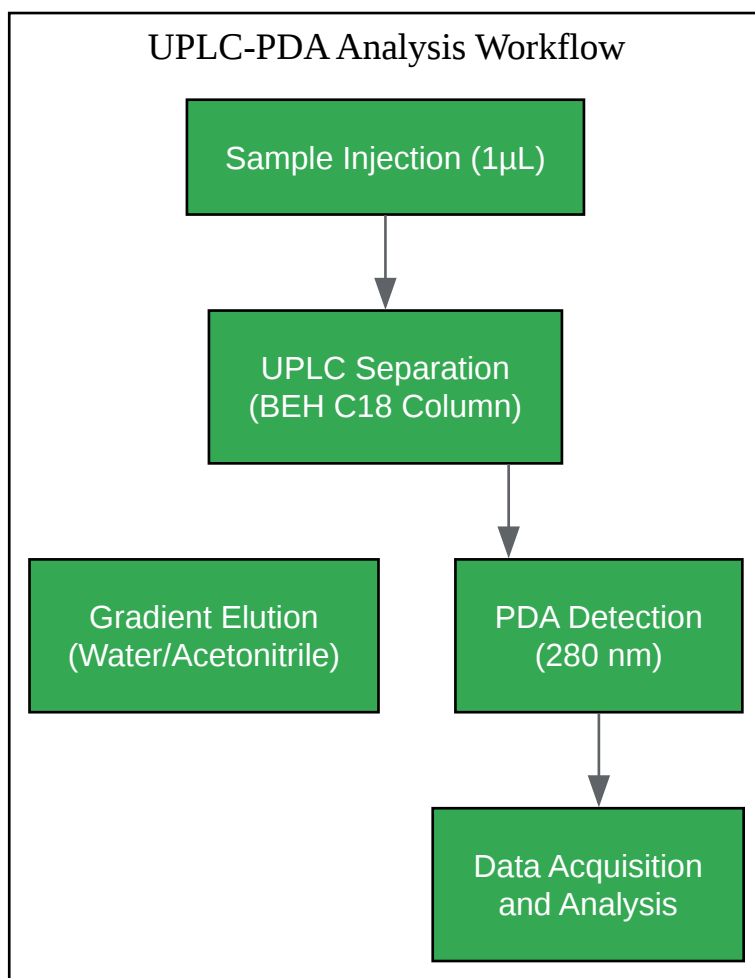 UPLC-PDA Analysis Workflow
Sample Injection (1µL)
UPLC Separation
(BEH C18 Column)
Gradient Elution
(Water/Acetonitrile)
PDA Detection
(280 nm)
Data Acquisition
and Analysis